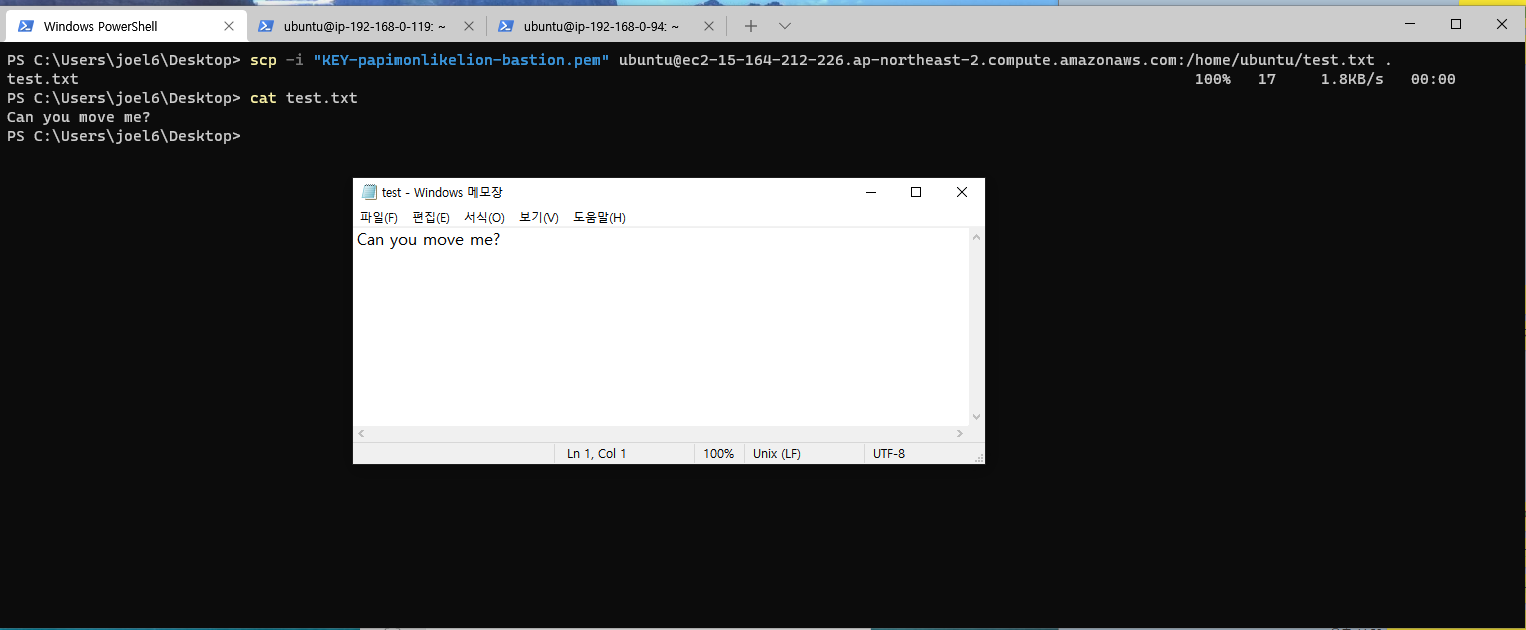 Windows PowerShell
ubuntu@ip-192-168-0-119: ~
ubuntu@ip-192-168-0-94: ~
PS C:\Users\joel6\Desktop> scp -i "KEY-papimonlikelion-bastion.pem" ubuntu@ec2-15-164-212-226.ap-northeast-2.compute.amazonaws.com:/home/ubuntu/test.txt .
test.txt 100% 17 1.8KB/s 00:00
PS C:\Users\joel6\Desktop> cat test.txt
Can you move me?
PS C:\Users\joel6\Desktop>
test - Windows 메모장
파일(F) 편집(E) 서식(O) 보기(V) 도움말(H)
Can you move me?
Ln 1, Col 1 100% Unix (LF) UTF-8